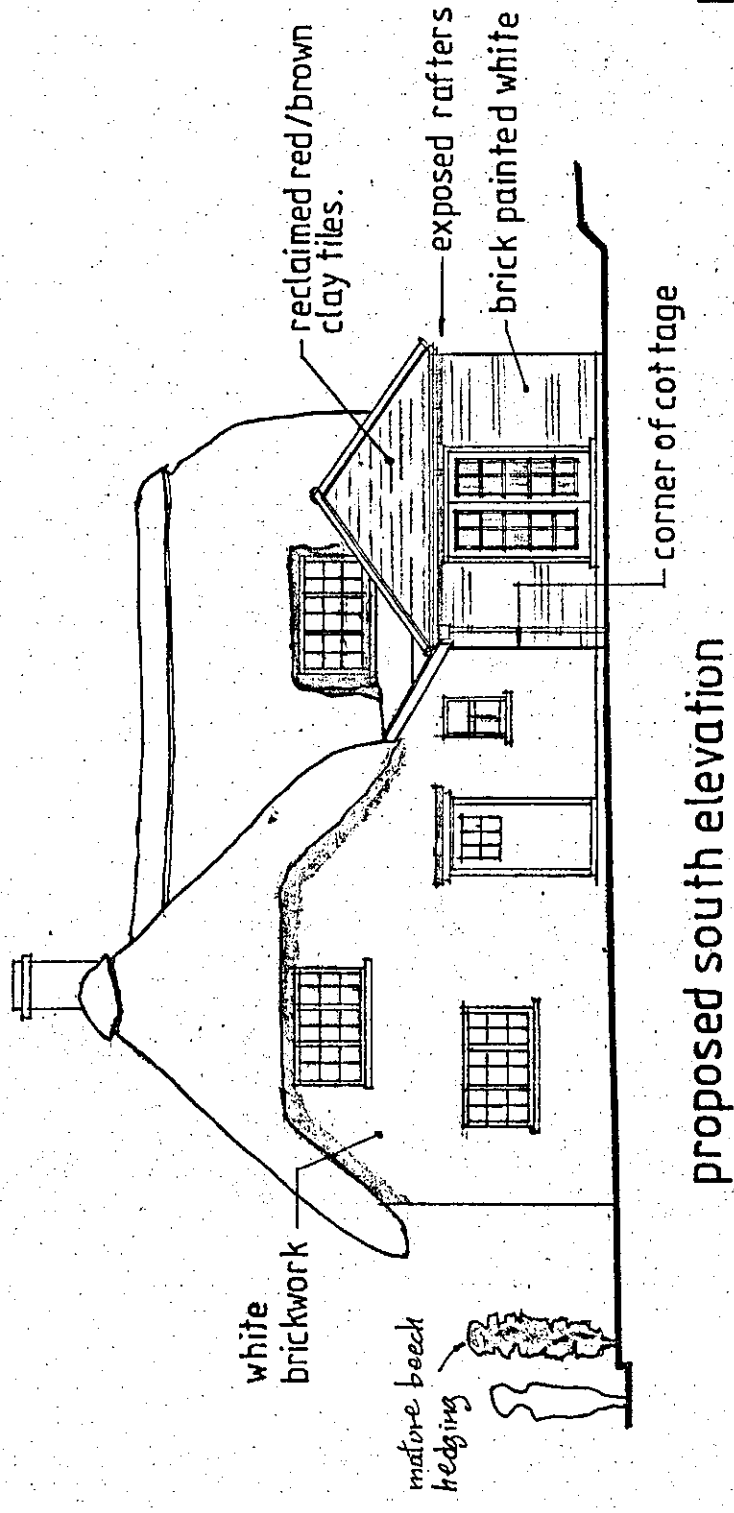 white
brickwork
mature beech
hedging
reclaimed red/brown
clay tiles.
exposed rafters
brick painted white
corner of cottage
proposed south elevation